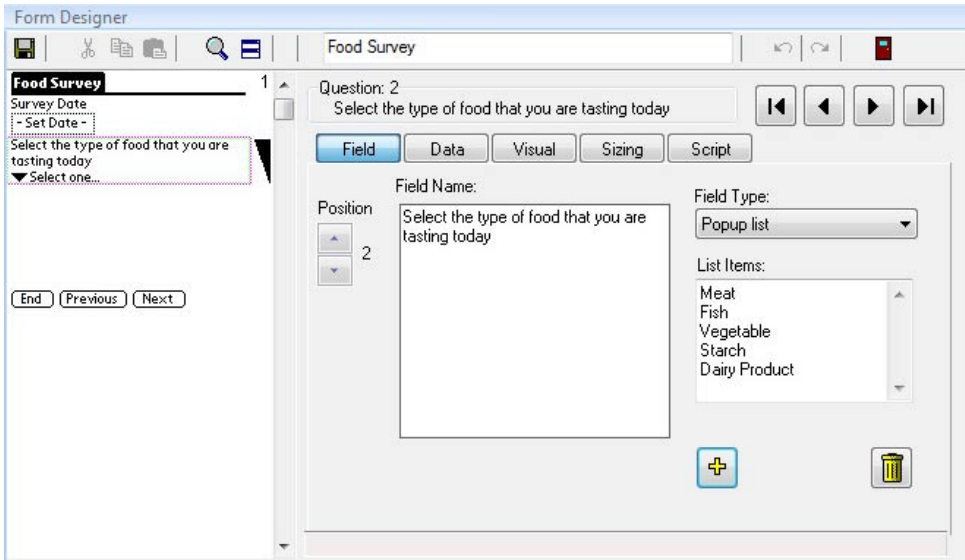 Form Designer
Food Survey
Food Survey 1
Survey Date
- Set Date -
Select the type of food that you are
tasting today
Select one...
End Previous Next
Question: 2
Select the type of food that you are tasting today
Field Data Visual Sizing Script
Position
2
Field Name:
Select the type of food that you are
tasting today
Field Type:
Popup list
List Items:
Meat
Fish
Vegetable
Starch
Dairy Product